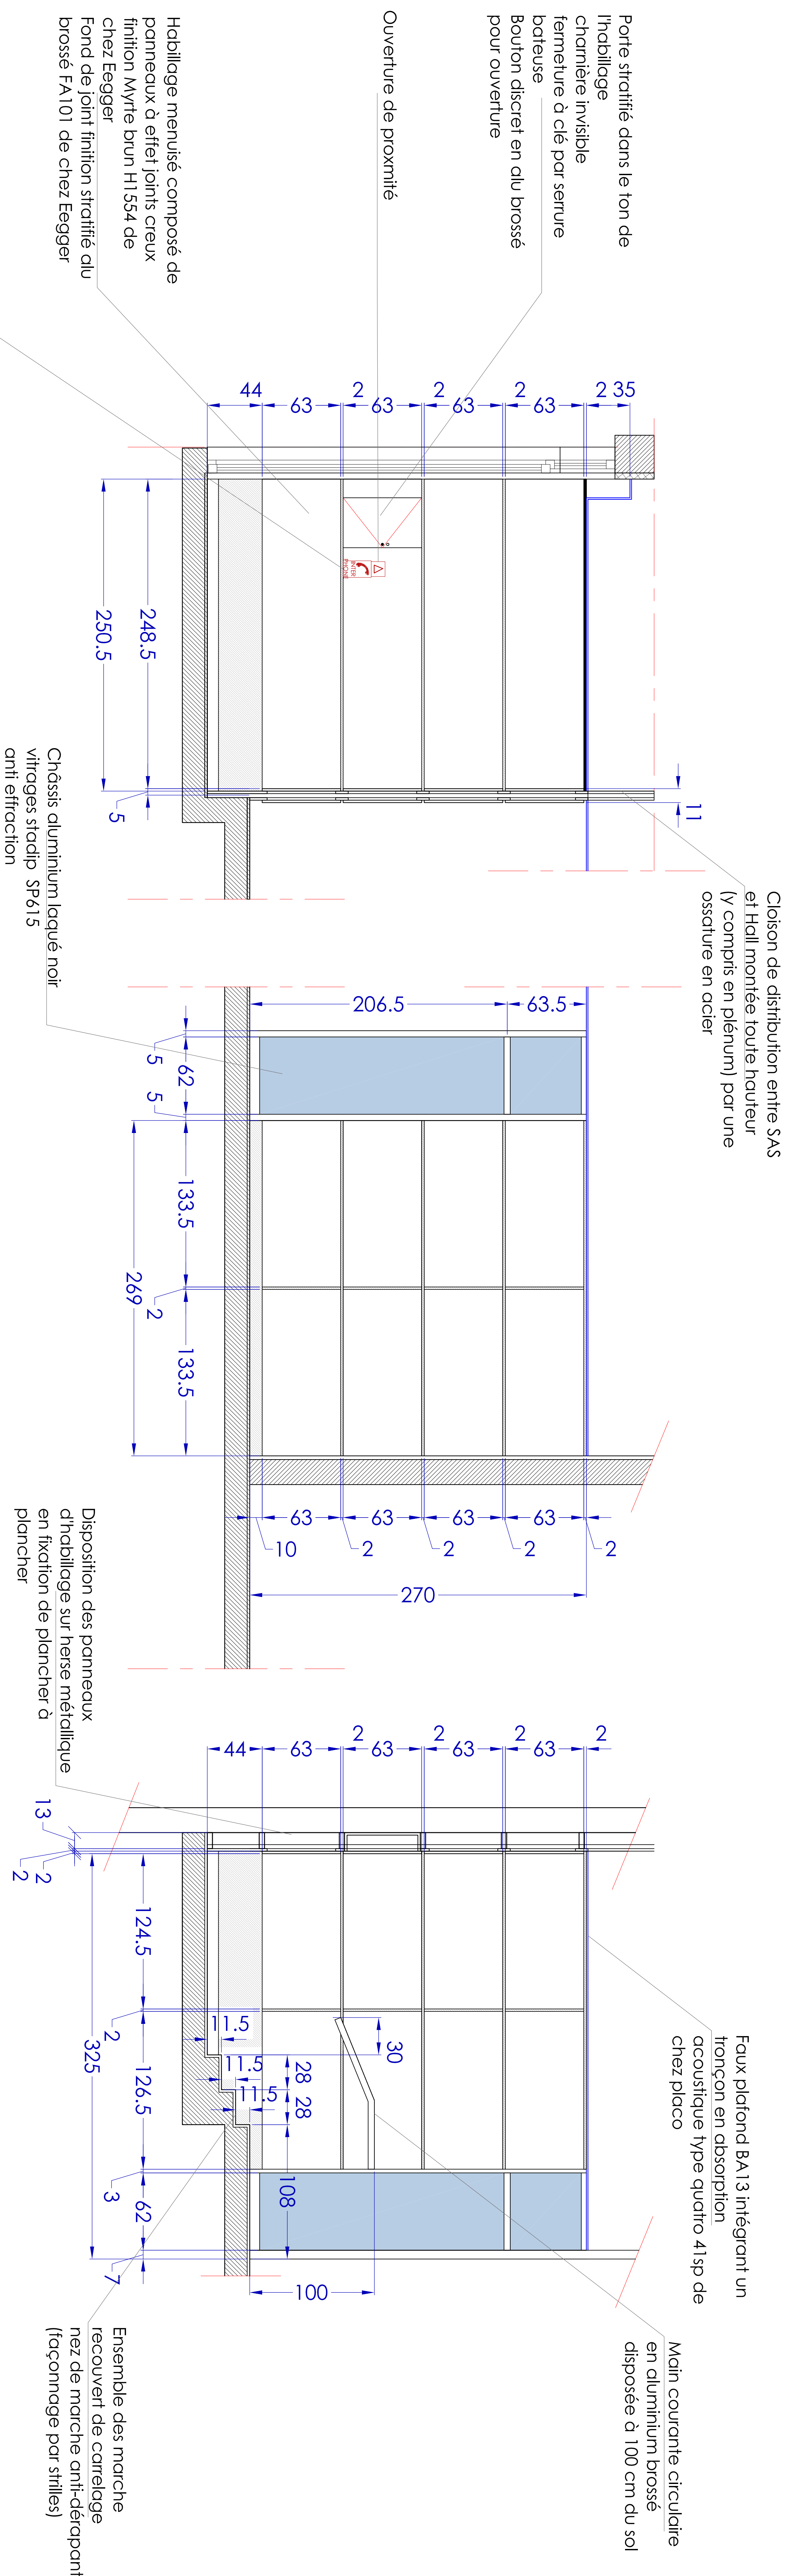 Porte stratifié dans le ton de
l'habillage
charnière invisible
fermeture à clé par serrure
bateuse
Bouton discret en alu brossé
pour ouverture
Ouverture de proxmité
Habillage menuisé composé de
panneaux à effet joints creux
finition Myrte brun H1554 de
chez Eegger
Fond de joint finition stratifié alu
brossé FA101 de chez Eegger
44
63
2
63
2
63
2
63
2
35
INTER
PHONE
248.5
250.5
5
11
Cloison de distribution entre SAS
et Hall montée toute hauteur
(y compris en plénum) par une
ossature en acier
Châssis aluminium laqué noir
vitrages stadip SP615
anti effraction
206.5
63.5
5
62
5
133.5
2
133.5
269
10
63
2
63
2
63
2
63
2
270
Disposition des panneaux
d'habillage sur herse métallique
en fixation de plancher à
plancher
44
63
2
63
2
63
2
63
2
13
2
2
124.5
2
126.5
3
62
7
325
11.5
11.5
11.5
30
28
28
108
100
Faux plafond BA13 intégrant un
tronçon en absorption
acoustique type quatro 41sp de
chez placo
Main courante circulaire
en aluminium brossé
disposée à 100 cm du sol
Ensemble des marche
recouvert de carrelage
nez de marche anti-dérapant
(façonnage par strilles)